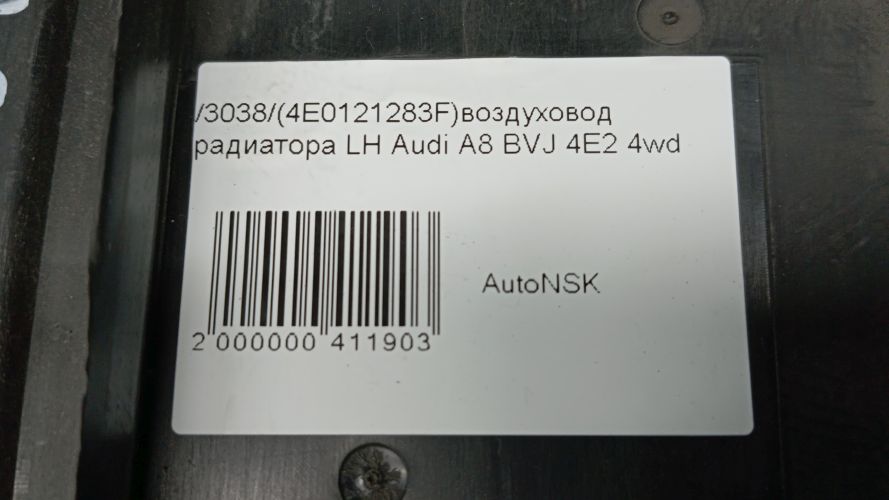 /3038/(4E0121283F)воздуховод
радиатора LH Audi A8 BVJ 4E2 4wd
AutoNSK
2 000000 411903